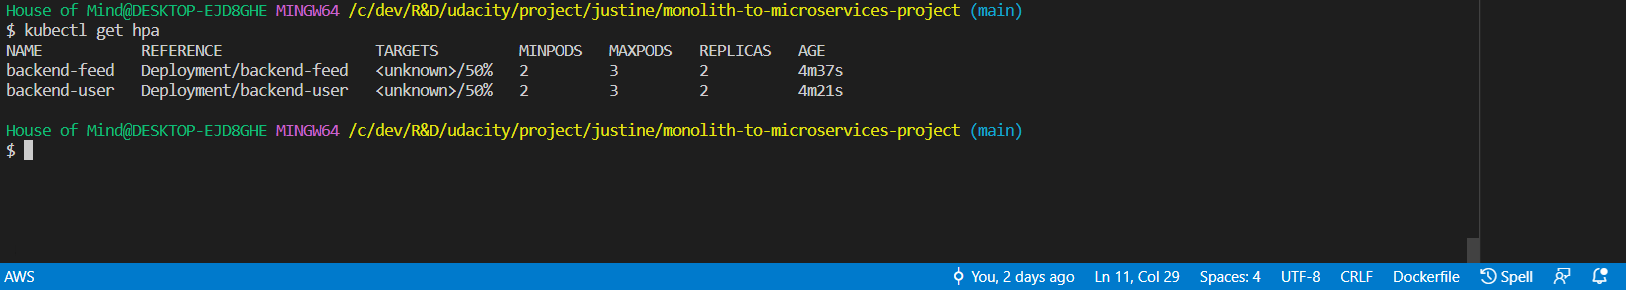 House of Mind@DESKTOP-EJD8GHE MINGW64 /c/dev/R&D/udacity/project/justine/monolith-to-microservices-project (main)
$ kubectl get hpa
NAME REFERENCE TARGETS MINPODS MAXPODS REPLICAS AGE
backend-feed Deployment/backend-feed <unknown>/50% 2 3 2 4m37s
backend-user Deployment/backend-user <unknown>/50% 2 3 2 4m21s
House of Mind@DESKTOP-EJD8GHE MINGW64 /c/dev/R&D/udacity/project/justine/monolith-to-microservices-project (main)
$
AWS You, 2 days ago Ln 11, Col 29 Spaces: 4 UTF-8 CRLF Dockerfile Spell